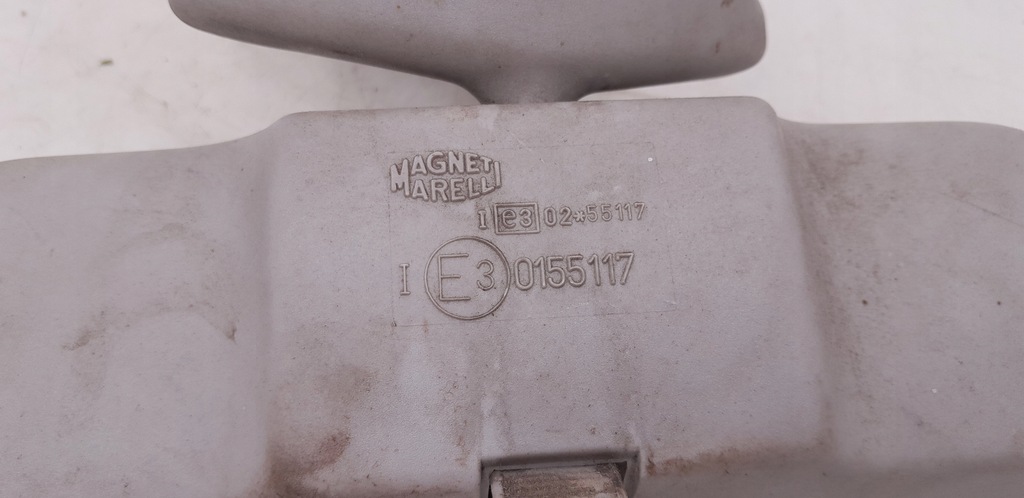 MAGNETI
MARELLI
I e3 02*55117
I E3 0155117